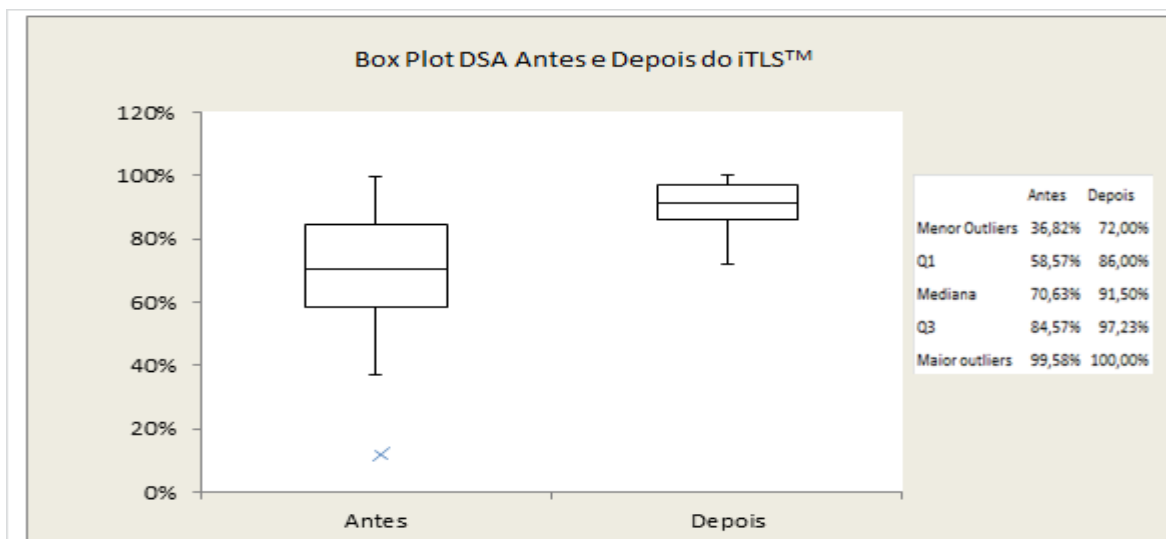 Box Plot DSA Antes e Depois do iTLS™
120%
100%
80%
60%
40%
20%
0%
Antes Depois
Antes Depois
Menor Outliers 36,82% 72,00%
Q1 58,57% 86,00%
Mediana 70,63% 91,50%
Q3 84,57% 97,23%
Maior outliers 99,58% 100,00%